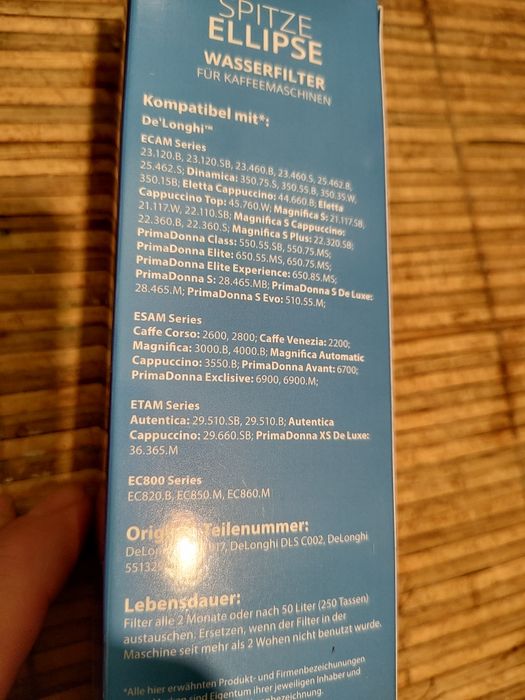 SPITZE
ELLIPSE
WASSERFILTER
FÜR KAFFEEMASCHINEN
Kompatibel mit*:
De'Longhi™
ECAM Series
23.120.B, 23.120.SB, 23.460.B, 23.460.S, 25.462.B,
25.462.S; Dinamica: 350.75.S, 350.55.B, 350.35.W,
350.15B; Eletta Cappuccino: 44.660.B; Eletta
Cappuccino Top: 45.760.W; Magnifica S: 21.117.SB,
21.117.W, 22.110.SB; Magnifica S Cappuccino:
22.360.B, 22.360.S; Magnifica S Plus: 22.320.SB;
PrimaDonna Class: 550.55.SB, 550.75.MS;
PrimaDonna Elite: 650.55.MS, 650.75.MS;
PrimaDonna Elite Experience: 650.85.MS;
PrimaDonna S: 28.465.MB; PrimaDonna S De Luxe:
28.465.M; PrimaDonna S Evo: 510.55.M;
ESAM Series
Caffe Corso: 2600, 2800; Caffe Venezia: 2200;
Magnifica: 3000.B, 4000.B; Magnifica Automatic
Cappuccino: 3550.B; PrimaDonna Avant: 6700;
PrimaDonna Exclusive: 6900, 6900.M;
ETAM Series
Autentica: 29.510.SB, 29.510.B; Autentica
Cappuccino: 29.660.SB; PrimaDonna XS De Luxe:
36.365.M
EC800 Series
EC820.B, EC850.M, EC860.M
Teilenummer:
DeLonghi DLS C002, DeLonghi
Lebensdauer:
Filter alle 2 Monate oder nach 50 Liter (250 Tassen)
austauschen. Ersetzen, wenn der Filter in der
Maschine seit mehr als 2 Wohen nicht benutzt wurde.
*Alle hier erwähnten Produkt- und Firmenbezeichnungen
sind Eigentum ihrer jeweiligen Inhaber und